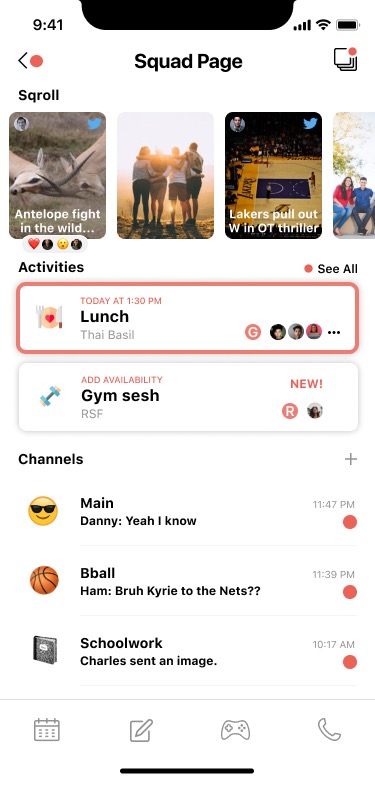 9:41
Squad Page
Sqroll
Antelope fight
in the wild...
Lakers pull out
W in OT thriller
Activities
See All
TODAY AT 1:30 PM
Lunch
Thai Basil
G
ADD AVAILABILITY
NEW!
Gym sesh
RSF
R
Channels
Main
11:47 PM
Danny: Yeah I know
Bball
11:39 PM
Ham: Bruh Kyrie to the Nets??
Schoolwork
10:17 AM
Charles sent an image.